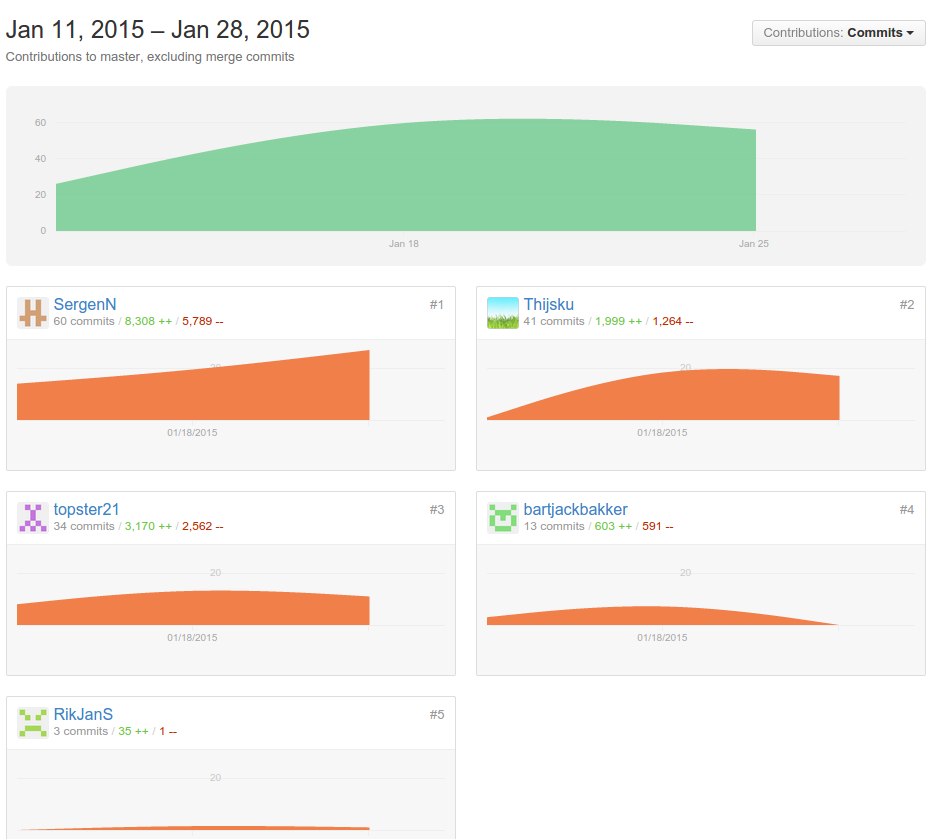 Jan 11, 2015 – Jan 28, 2015
Contributions: Commits
Contributions to master, excluding merge commits
60
40
20
0
Jan 18
Jan 25
SergenN
#1
60 commits / 8,308 ++ / 5,789 --
20
01/18/2015
Thijsku
#2
41 commits / 1,999 ++ / 1,264 --
20
01/18/2015
topster21
#3
34 commits / 3,170 ++ / 2,562 --
20
01/18/2015
bartjackbakker
#4
13 commits / 603 ++ / 591 --
20
01/18/2015
RikJanS
#5
3 commits / 35 ++ / 1 --
20